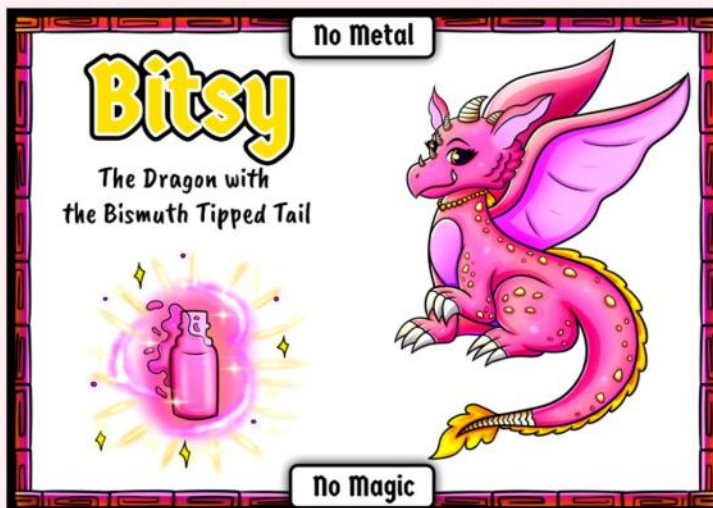 No Metal
Bitsy
The Dragon with
the Bismuth Tipped Tail
No Magic